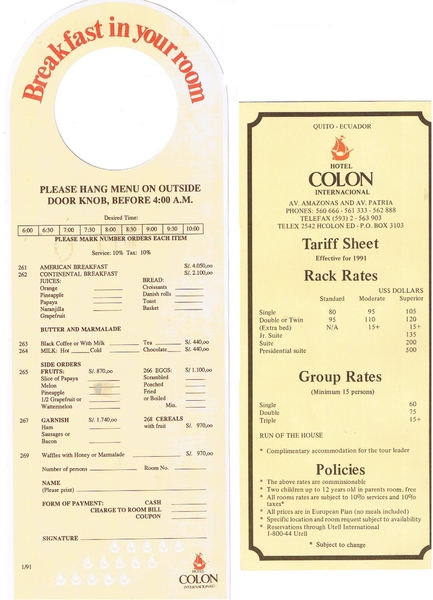 Breakfast in your room
PLEASE HANG MENU ON OUTSIDE
DOOR KNOB, BEFORE 4:00 A.M.
Desired Time:
6:00 6:30 7:00 7:30 8:00 8:30 9:00 9:30 10:00
PLEASE MARK NUMBER ORDERS EACH ITEM
Service: 10% Tax: 10%
261 AMERICAN BREAKFAST S/. 4.050,oo
262 CONTINENTAL BREAKFAST S/. 2.100,oo
JUICES: BREAD:
Orange Croissants
Pineapple Danish rolls
Papaya Toast
Naranjilla Basket
Grapefruit
BUTTER AND MARMALADE
263 Black Coffee or With Milk Tea S/. 440,oo
264 MILK: Hot Cold Chocolate S/. 440,oo
SIDE ORDERS
265 FRUITS: S/. 870,oo 266 EGGS: S/. 1.100,oo
Slice of Papaya Scrambled
Melon Poached
Pineapple Fried
1/2 Grapefruit or or Boiled
Watermelon Min.
267 GARNISH S/. 1.740,oo 268 CEREALS
Ham with fruit S/. 970,oo
Sausages or
Bacon
269 Waffles with Honey or Marmalade S/. 970,oo
Number of persons Room No.
NAME
(Please print)
FORM OF PAYMENT: CASH
CHARGE TO ROOM BILL
COUPON
SIGNATURE
1/91
HOTEL
COLON
INTERNACIONAL
QUITO - ECUADOR
HOTEL
COLON
INTERNACIONAL
AV. AMAZONAS AND AV. PATRIA
PHONES: 560 666 - 561 333 - 562 888
TELEFAX (593) 2 - 563 903
TELEX 2542 HCOLON ED - P.O. BOX 3103
Tariff Sheet
Effective for 1991
Rack Rates
US$ DOLLARS
Standard Moderate Superior
Single 80 95 105
Double or Twin 95 110 120
(Extra bed) N/A 15+ 15+
Jr. Suite 135
Suite 200
Presidential suite 500
Group Rates
(Minimum 15 persons)
Single 60
Double 75
Triple 15+
RUN OF THE HOUSE
* Complimentary accommodation for the tour leader
Policies
* The above rates are commissionable
* Two children up to 12 years old in parents room, free
* All rooms rates are subject to 10% services and 10%
taxes*
* All prices are in European Plan (no meals included)
* Specific location and room request subject to availability
* Reservations through Utell International
1-800-44 Utell
* Subject to change